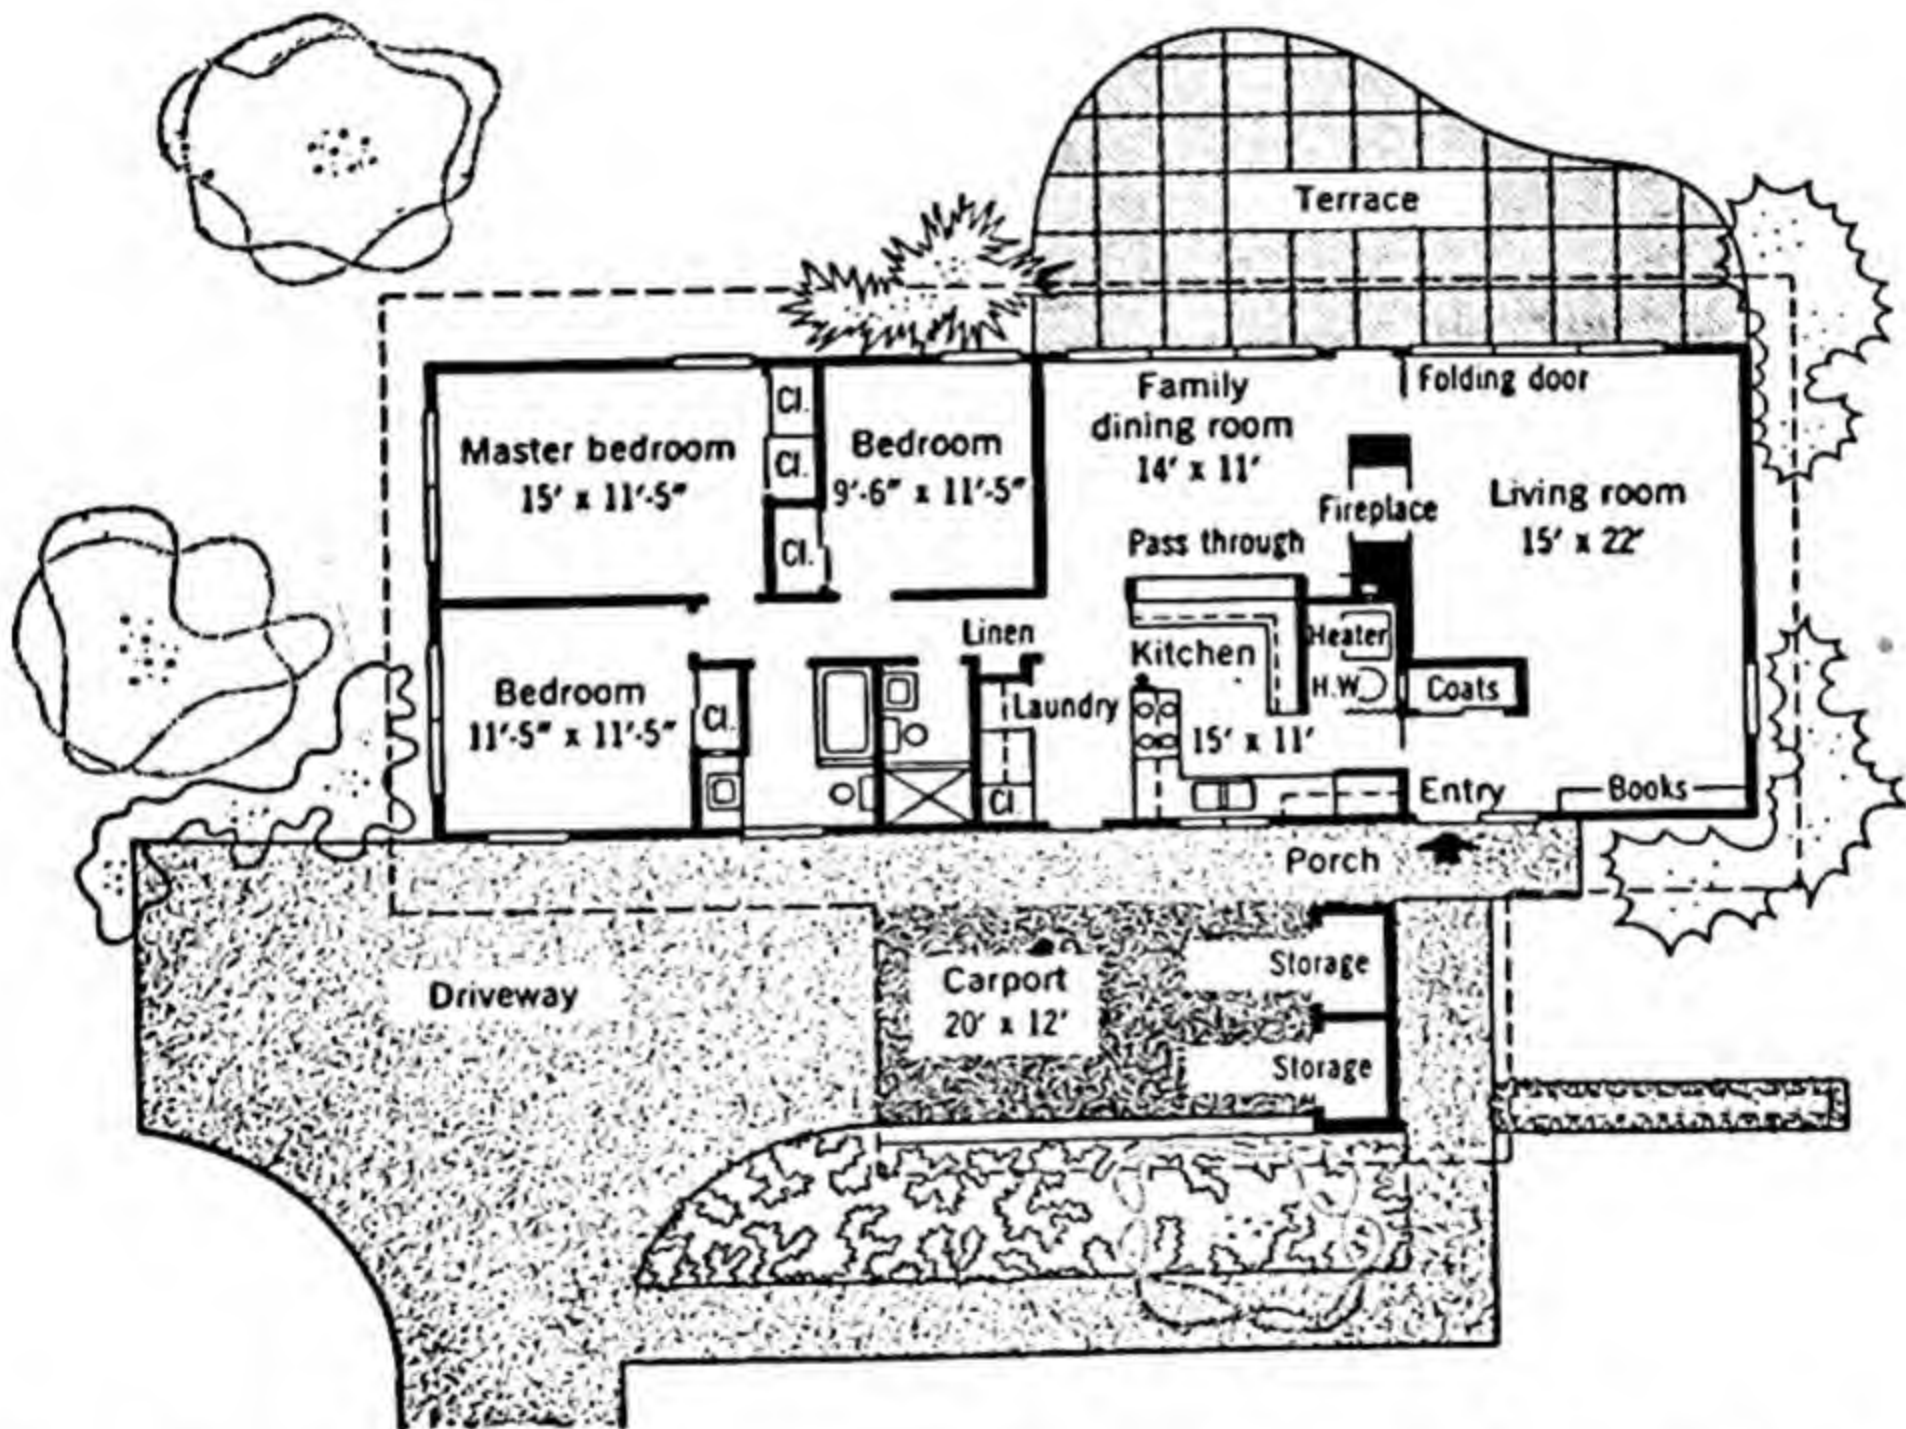 Terrace
Family
dining room
14' x 11'
Folding door
Master bedroom
15' x 11'-5"
Cl.
Cl.
Cl.
Bedroom
9'-6" x 11'-5"
Fireplace
Living room
15' x 22'
Pass through
Linen
Kitchen
15' x 11'
Heater
H.W.
Coats
Bedroom
11'-5" x 11'-5"
Cl.
Laundry
Cl
Entry
Books
Porch
Driveway
Carport
20' x 12'
Storage
Storage